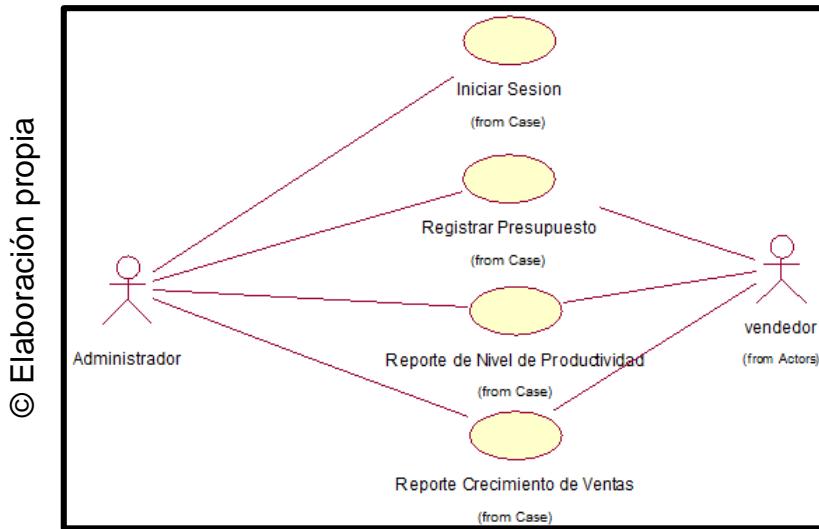 © Elaboración propia
Iniciar Sesion
(from Case)
Registrar Presupuesto
(from Case)
Administrador
vendedor
(from Actors)
Reporte de Nivel de Productividad
(from Case)
Reporte Crecimiento de Ventas
(from Case)